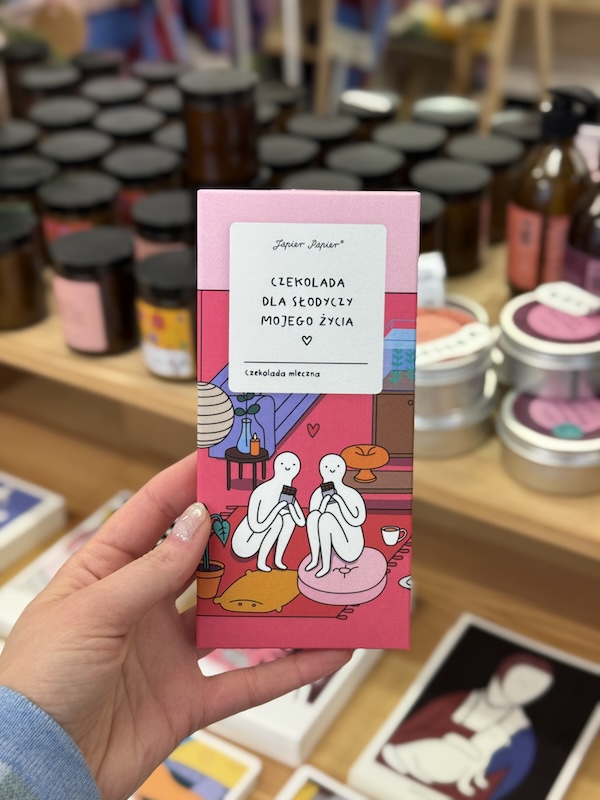 Papier Papier®
CZEKOLADA
DLA SŁODYCZY
MOJEGO ŻYCIA
czekolada mleczna